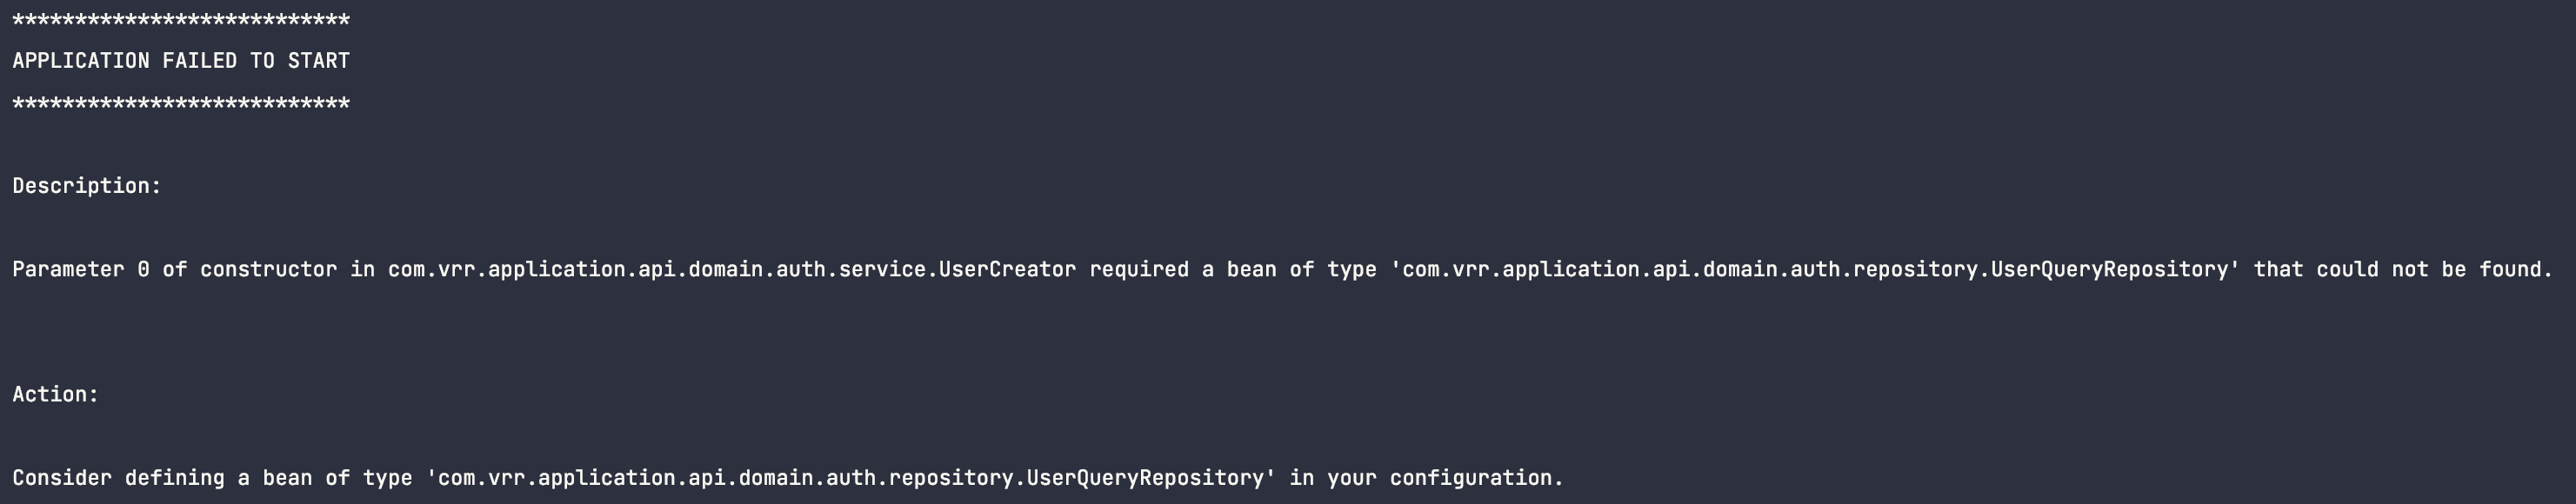 ***************************
APPLICATION FAILED TO START
***************************
Description:
Parameter 0 of constructor in com.vrr.application.api.domain.auth.service.UserCreator required a bean of type 'com.vrr.application.api.domain.auth.repository.UserQueryRepository' that could not be found.
Action:
Consider defining a bean of type 'com.vrr.application.api.domain.auth.repository.UserQueryRepository' in your configuration.